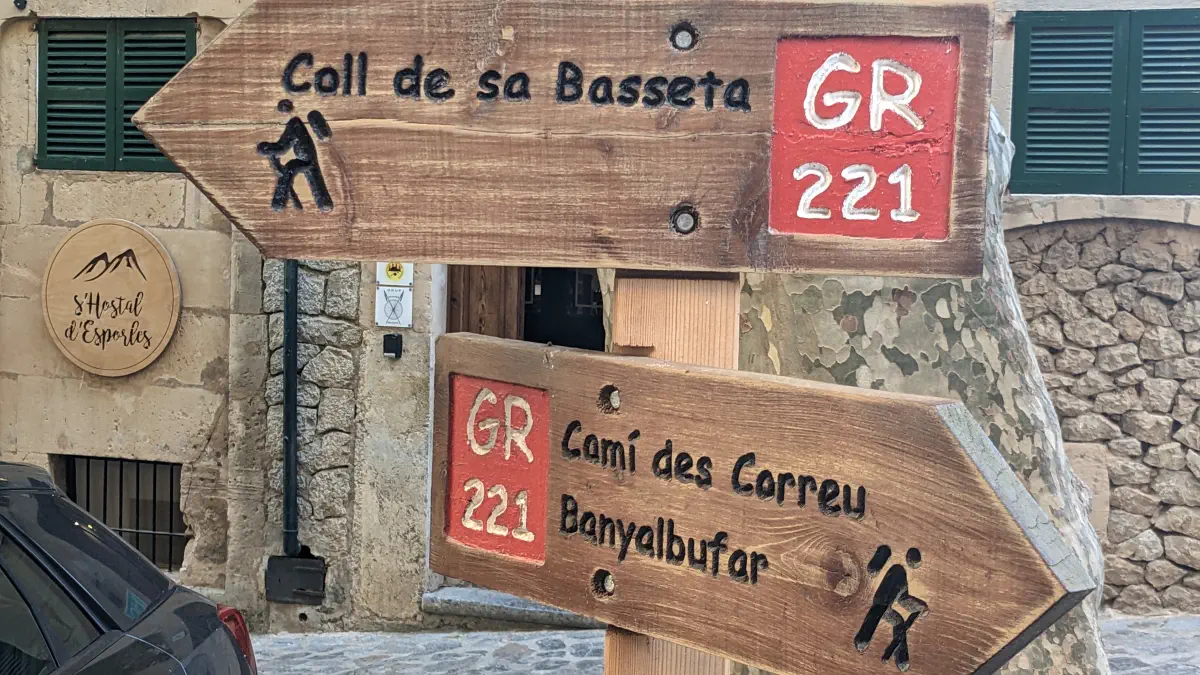 Coll de sa Basseta
GR
221
s'Hostal
d'Esporles
GR
221
Camí des Correu
Banyalbufar